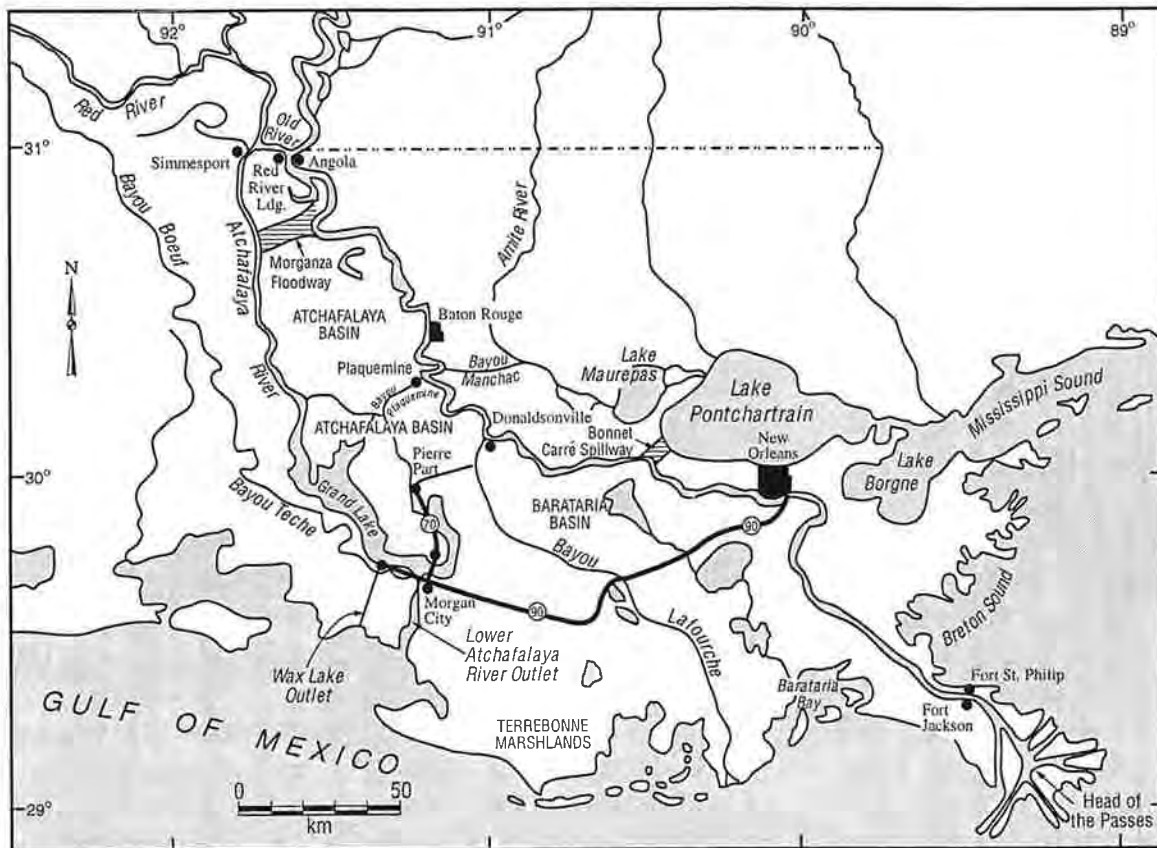 92°
91°
90°
89°
Red River
Old
River
31°
Simmesport
Red
River
Ldg.
Angola
Bayou Boeuf
Atchafalaya
River
Amite River
N
Morganza
Floodway
ATCHAFALAYA
BASIN
Baton Rouge
Plaquemine
Bayou
Manchac
Lake
Maurepas
Lake
Pontchartrain
Mississippi Sound
Bayou
Plaquemine
ATCHAFALAYA BASIN
Donaldsonville
Bonnet
Carré Spillway
New
Orleans
Lake
Borgne
Pierre
Part
30°
Grand Lake
Bayou Teche
70
BARATARIA
BASIN
90
Bayou
Lafourche
Breton Sound
Morgan
City
90
Lower
Atchafalaya
River Outlet
Wax Lake
Outlet
Barataria
Bay
Fort St. Philip
Fort
Jackson
GULF OF MEXICO
TERREBONNE
MARSHLANDS
29°
0 50
km
Head of
the Passes